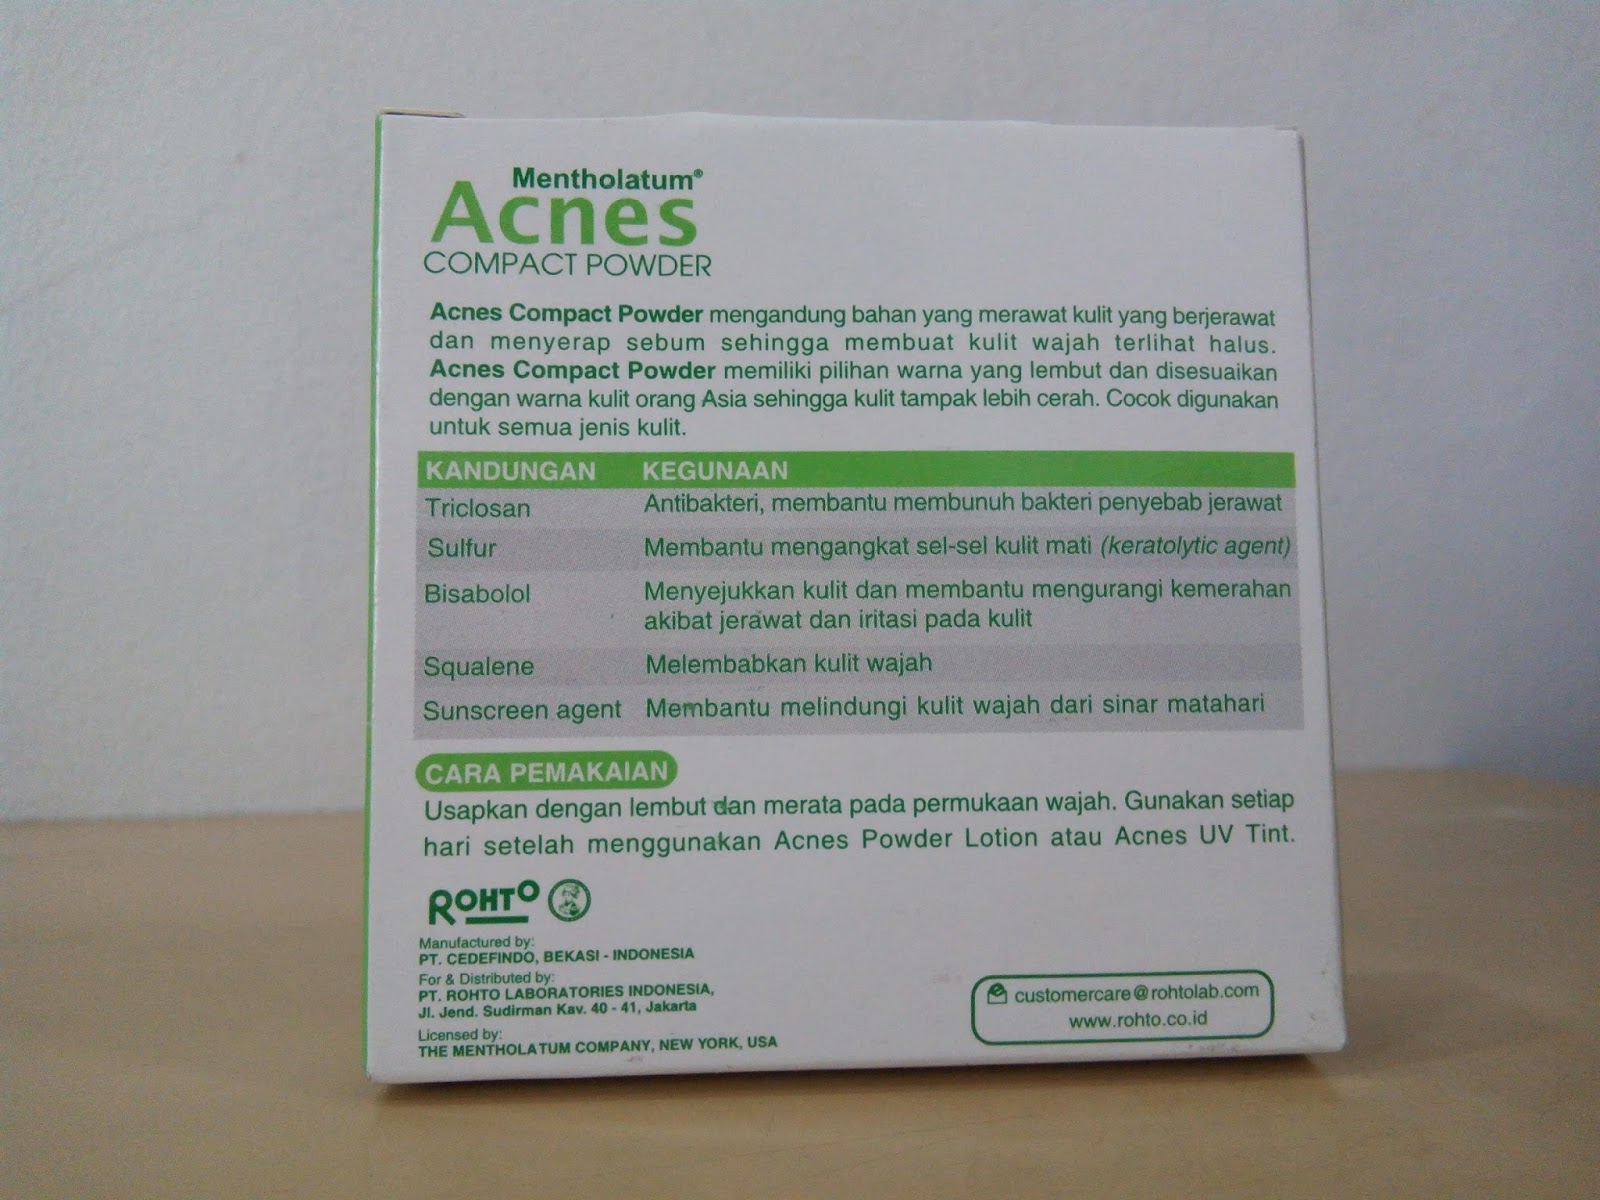 Mentholatum®
Acnes
COMPACT POWDER
Acnes Compact Powder mengandung bahan yang merawat kulit yang berjerawat
dan menyerap sebum sehingga membuat kulit wajah terlihat halus.
Acnes Compact Powder memiliki pilihan warna yang lembut dan disesuaikan
dengan warna kulit orang Asia sehingga kulit tampak lebih cerah. Cocok digunakan
untuk semua jenis kulit.
KANDUNGAN KEGUNAAN
Triclosan Antibakteri, membantu membunuh bakteri penyebab jerawat
Sulfur Membantu mengangkat sel-sel kulit mati (keratolytic agent)
Bisabolol Menyejukkan kulit dan membantu mengurangi kemerahan
akibat jerawat dan iritasi pada kulit
Squalene Melembabkan kulit wajah
Sunscreen agent Membantu melindungi kulit wajah dari sinar matahari
CARA PEMAKAIAN
Usapkan dengan lembut dan merata pada permukaan wajah. Gunakan setiap
hari setelah menggunakan Acnes Powder Lotion atau Acnes UV Tint.
ROHTO
Manufactured by:
PT. CEDEFINDO, BEKASI - INDONESIA
For & Distributed by:
PT. ROHTO LABORATORIES INDONESIA,
Jl. Jend. Sudirman Kav. 40 - 41, Jakarta
Licensed by:
THE MENTHOLATUM COMPANY, NEW YORK, USA
customercare@rohtolab.com
www.rohto.co.id